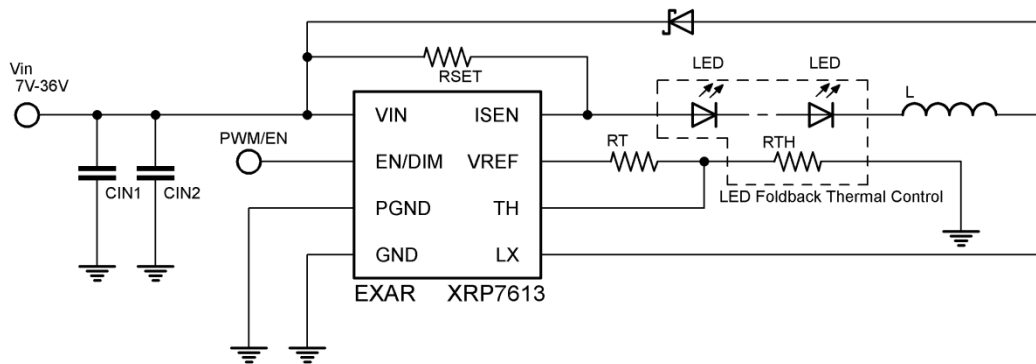 Vin
7V-36V
RSET
LED
LED
L
VIN
ISEN
PWM/EN
EN/DIM
VREF
RT
RTH
CIN1
CIN2
PGND
TH
LED Foldback Thermal Control
GND
LX
EXAR XRP7613